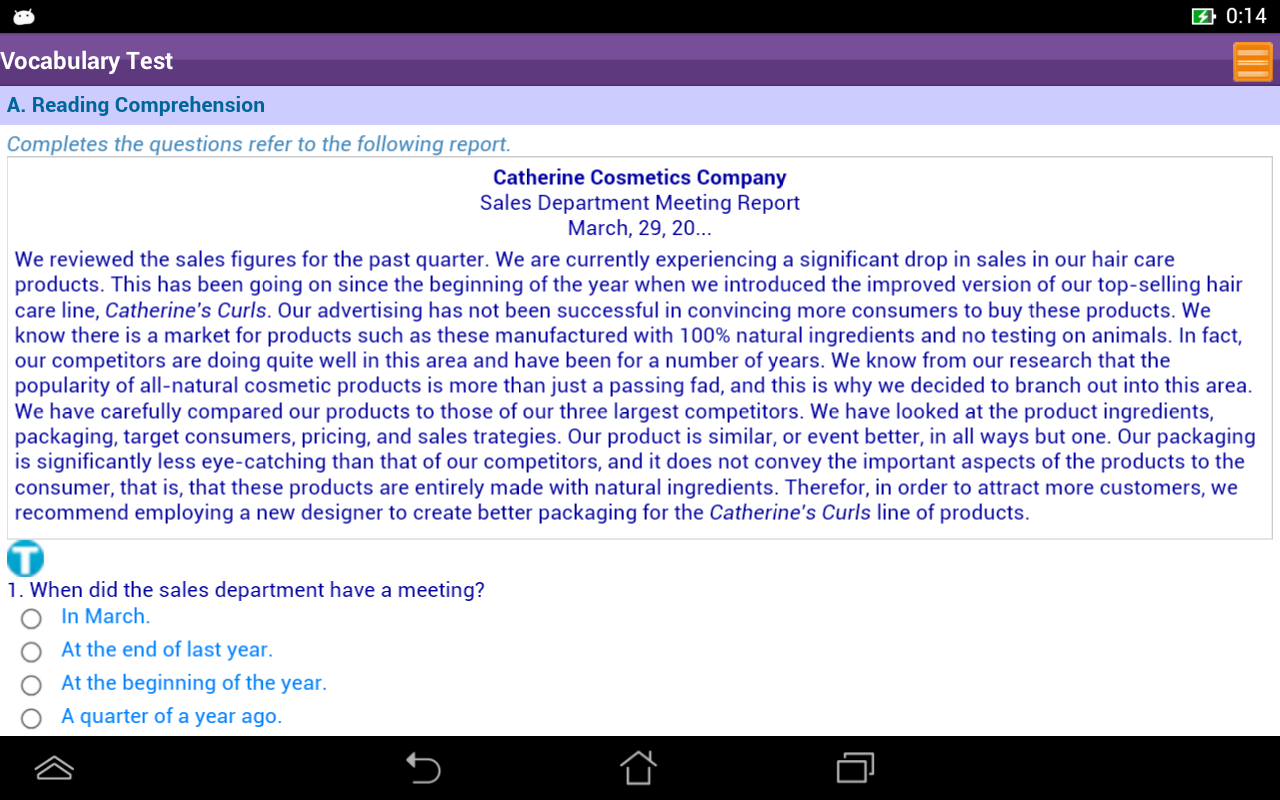 0:14
Vocabulary Test
A. Reading Comprehension
Completes the questions refer to the following report.
Catherine Cosmetics Company
Sales Department Meeting Report
March, 29, 20...
We reviewed the sales figures for the past quarter. We are currently experiencing a significant drop in sales in our hair care
products. This has been going on since the beginning of the year when we introduced the improved version of our top-selling hair
care line, Catherine's Curls. Our advertising has not been successful in convincing more consumers to buy these products. We
know there is a market for products such as these manufactured with 100% natural ingredients and no testing on animals. In fact,
our competitors are doing quite well in this area and have been for a number of years. We know from our research that the
popularity of all-natural cosmetic products is more than just a passing fad, and this is why we decided to branch out into this area.
We have carefully compared our products to those of our three largest competitors. We have looked at the product ingredients,
packaging, target consumers, pricing, and sales trategies. Our product is similar, or event better, in all ways but one. Our packaging
is significantly less eye-catching than that of our competitors, and it does not convey the important aspects of the products to the
consumer, that is, that these products are entirely made with natural ingredients. Therefor, in order to attract more customers, we
recommend employing a new designer to create better packaging for the Catherine's Curls line of products.
T
1. When did the sales department have a meeting?
In March.
At the end of last year.
At the beginning of the year.
A quarter of a year ago.